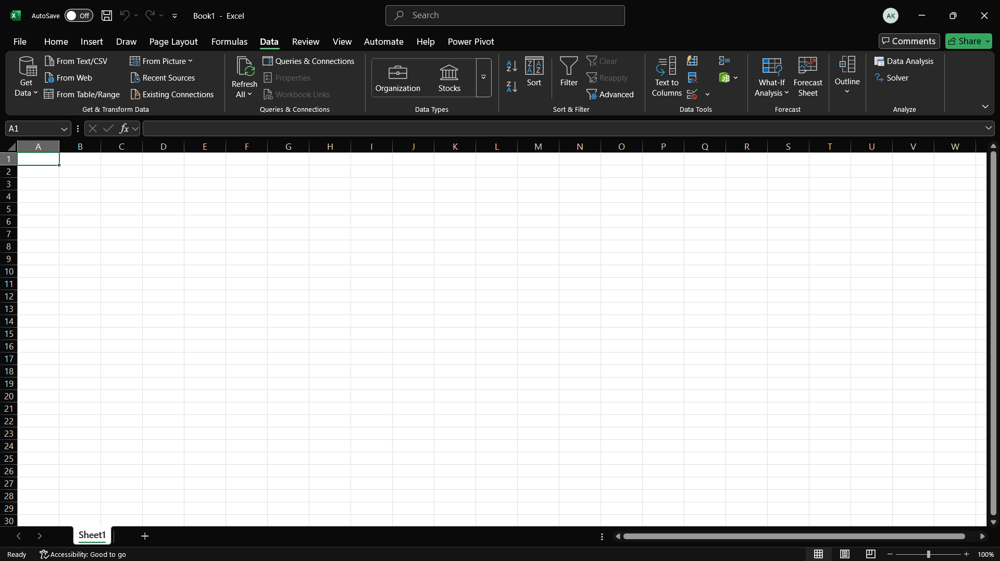 AutoSave Off Book1 - Excel Search AK
File Home Insert Draw Page Layout Formulas Data Review View Automate Help Power Pivot Comments Share
Get Data
From Text/CSV
From Web
From Table/Range
From Picture
Recent Sources
Existing Connections
Get & Transform Data
Refresh All
Queries & Connections
Properties
Workbook Links
Queries & Connections
Organization
Stocks
Data Types
Sort
Filter
Clear
Reapply
Advanced
Sort & Filter
Text to Columns
Data Tools
What-If Analysis
Forecast Sheet
Forecast
Outline
Data Analysis
Solver
Analyze
A1 fx
A B C D E F G H I J K L M N O P Q R S T U V W
1
2
3
4
5
6
7
8
9
10
11
12
13
14
15
16
17
18
19
20
21
22
23
24
25
26
27
28
29
30
Sheet1
Ready Accessibility: Good to go 100%